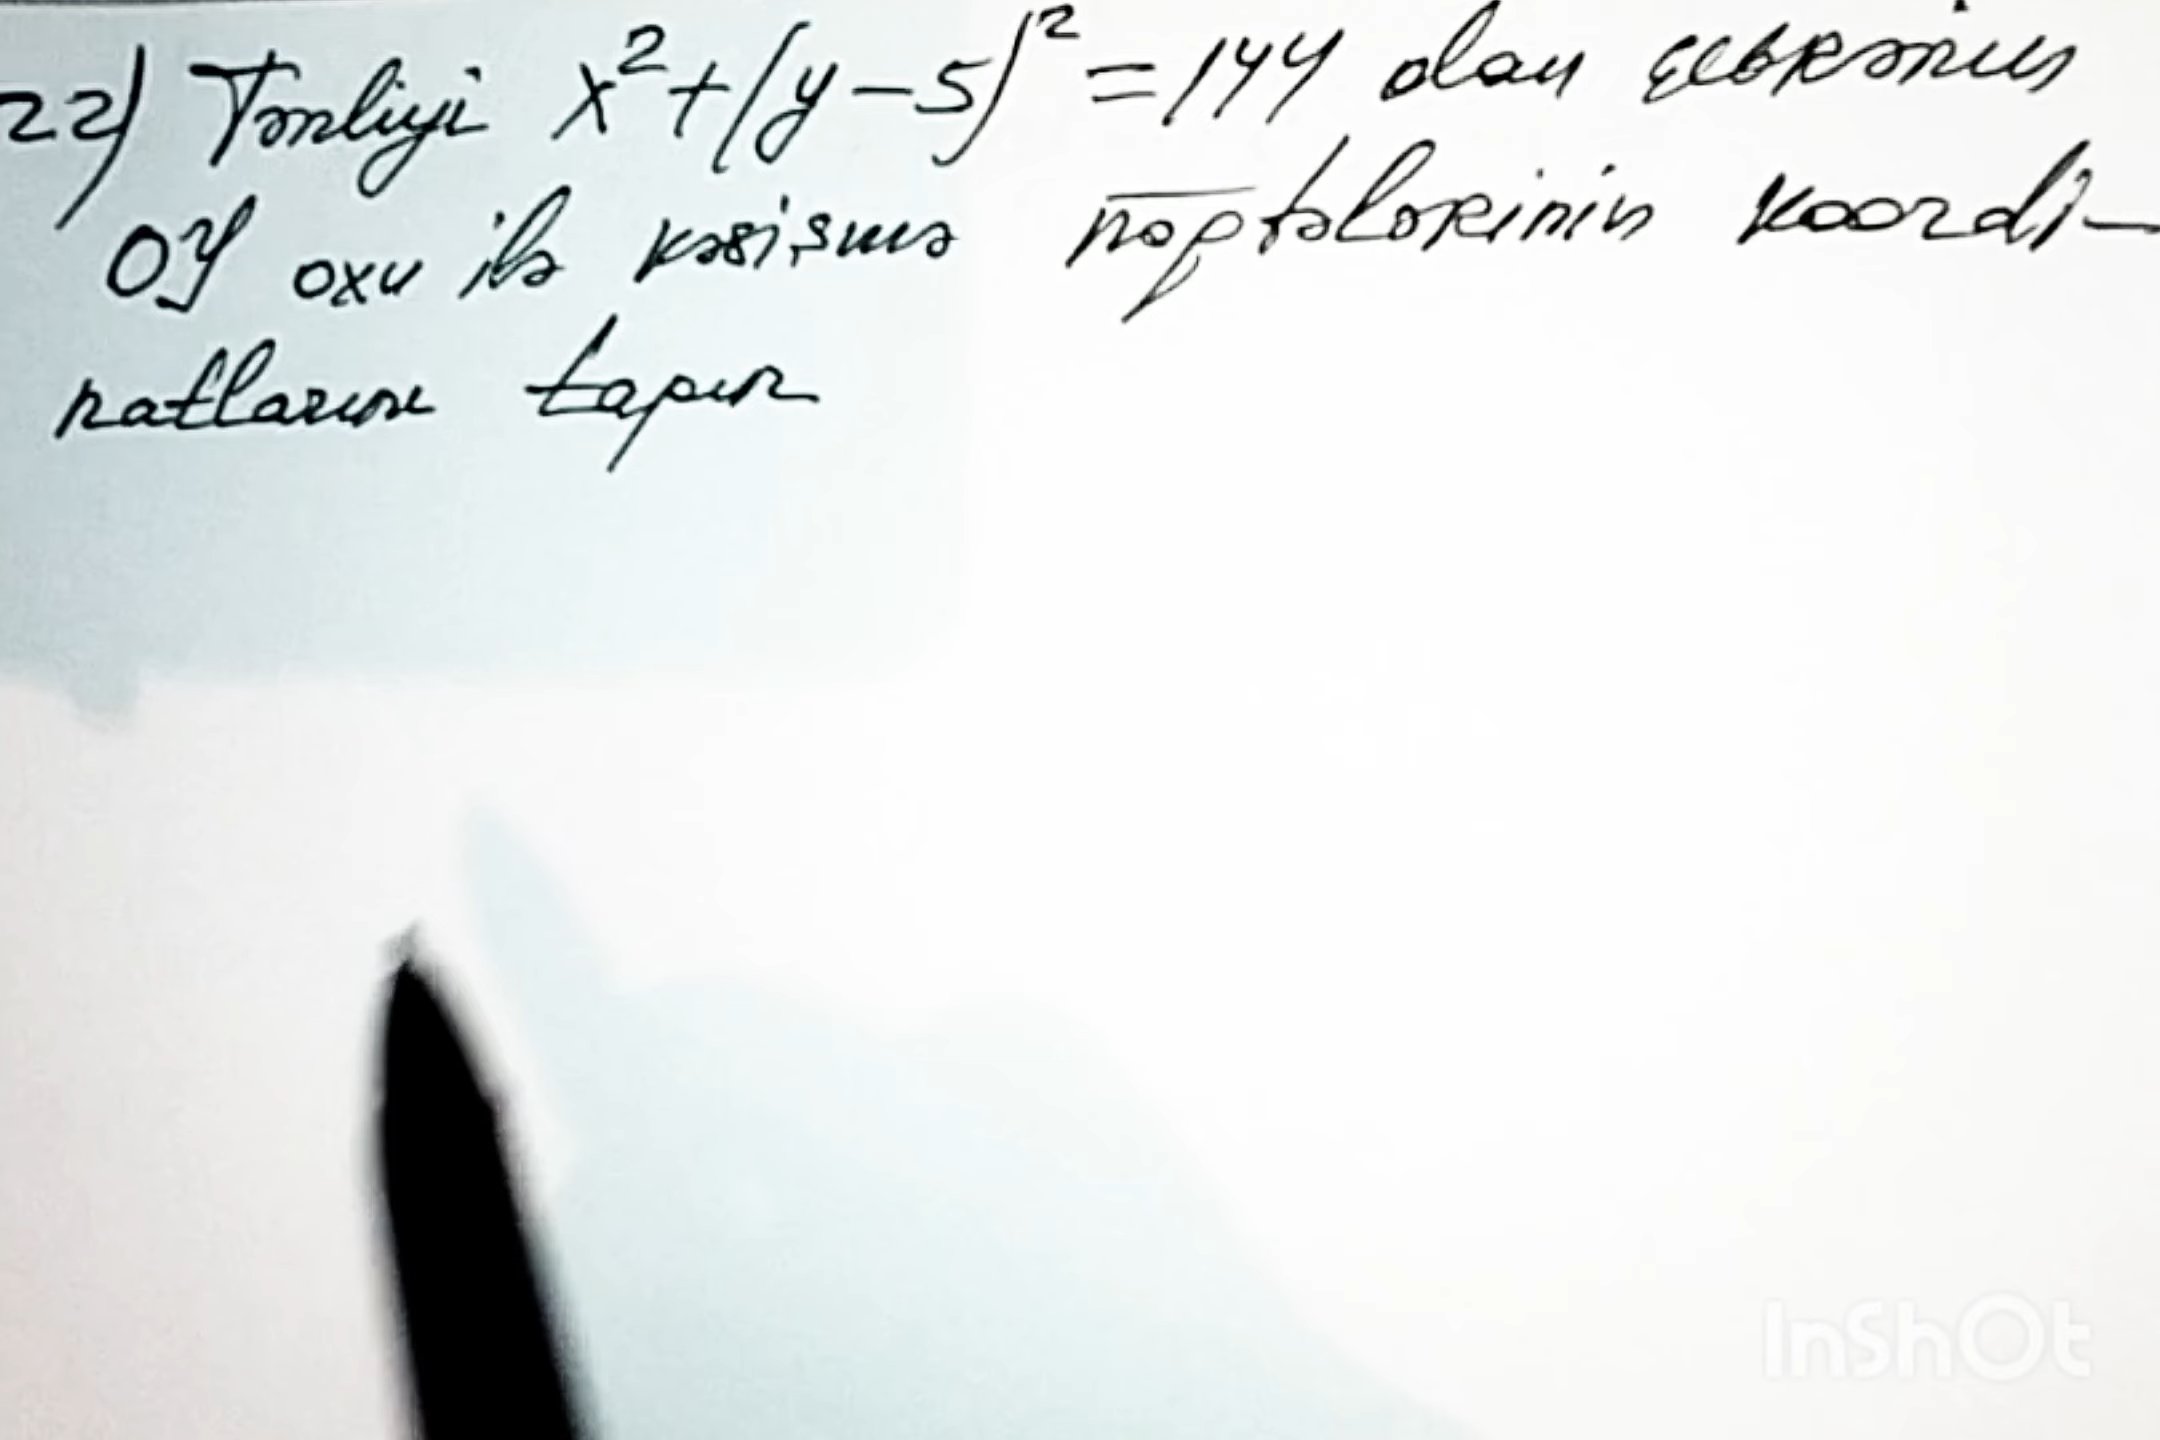 22) Tənliyi x²+(y-5)²=144 olan çevrənin
OY oxu ilə kəsişmə nöqtələrinin koordi-
natlarını tapın
InShOt